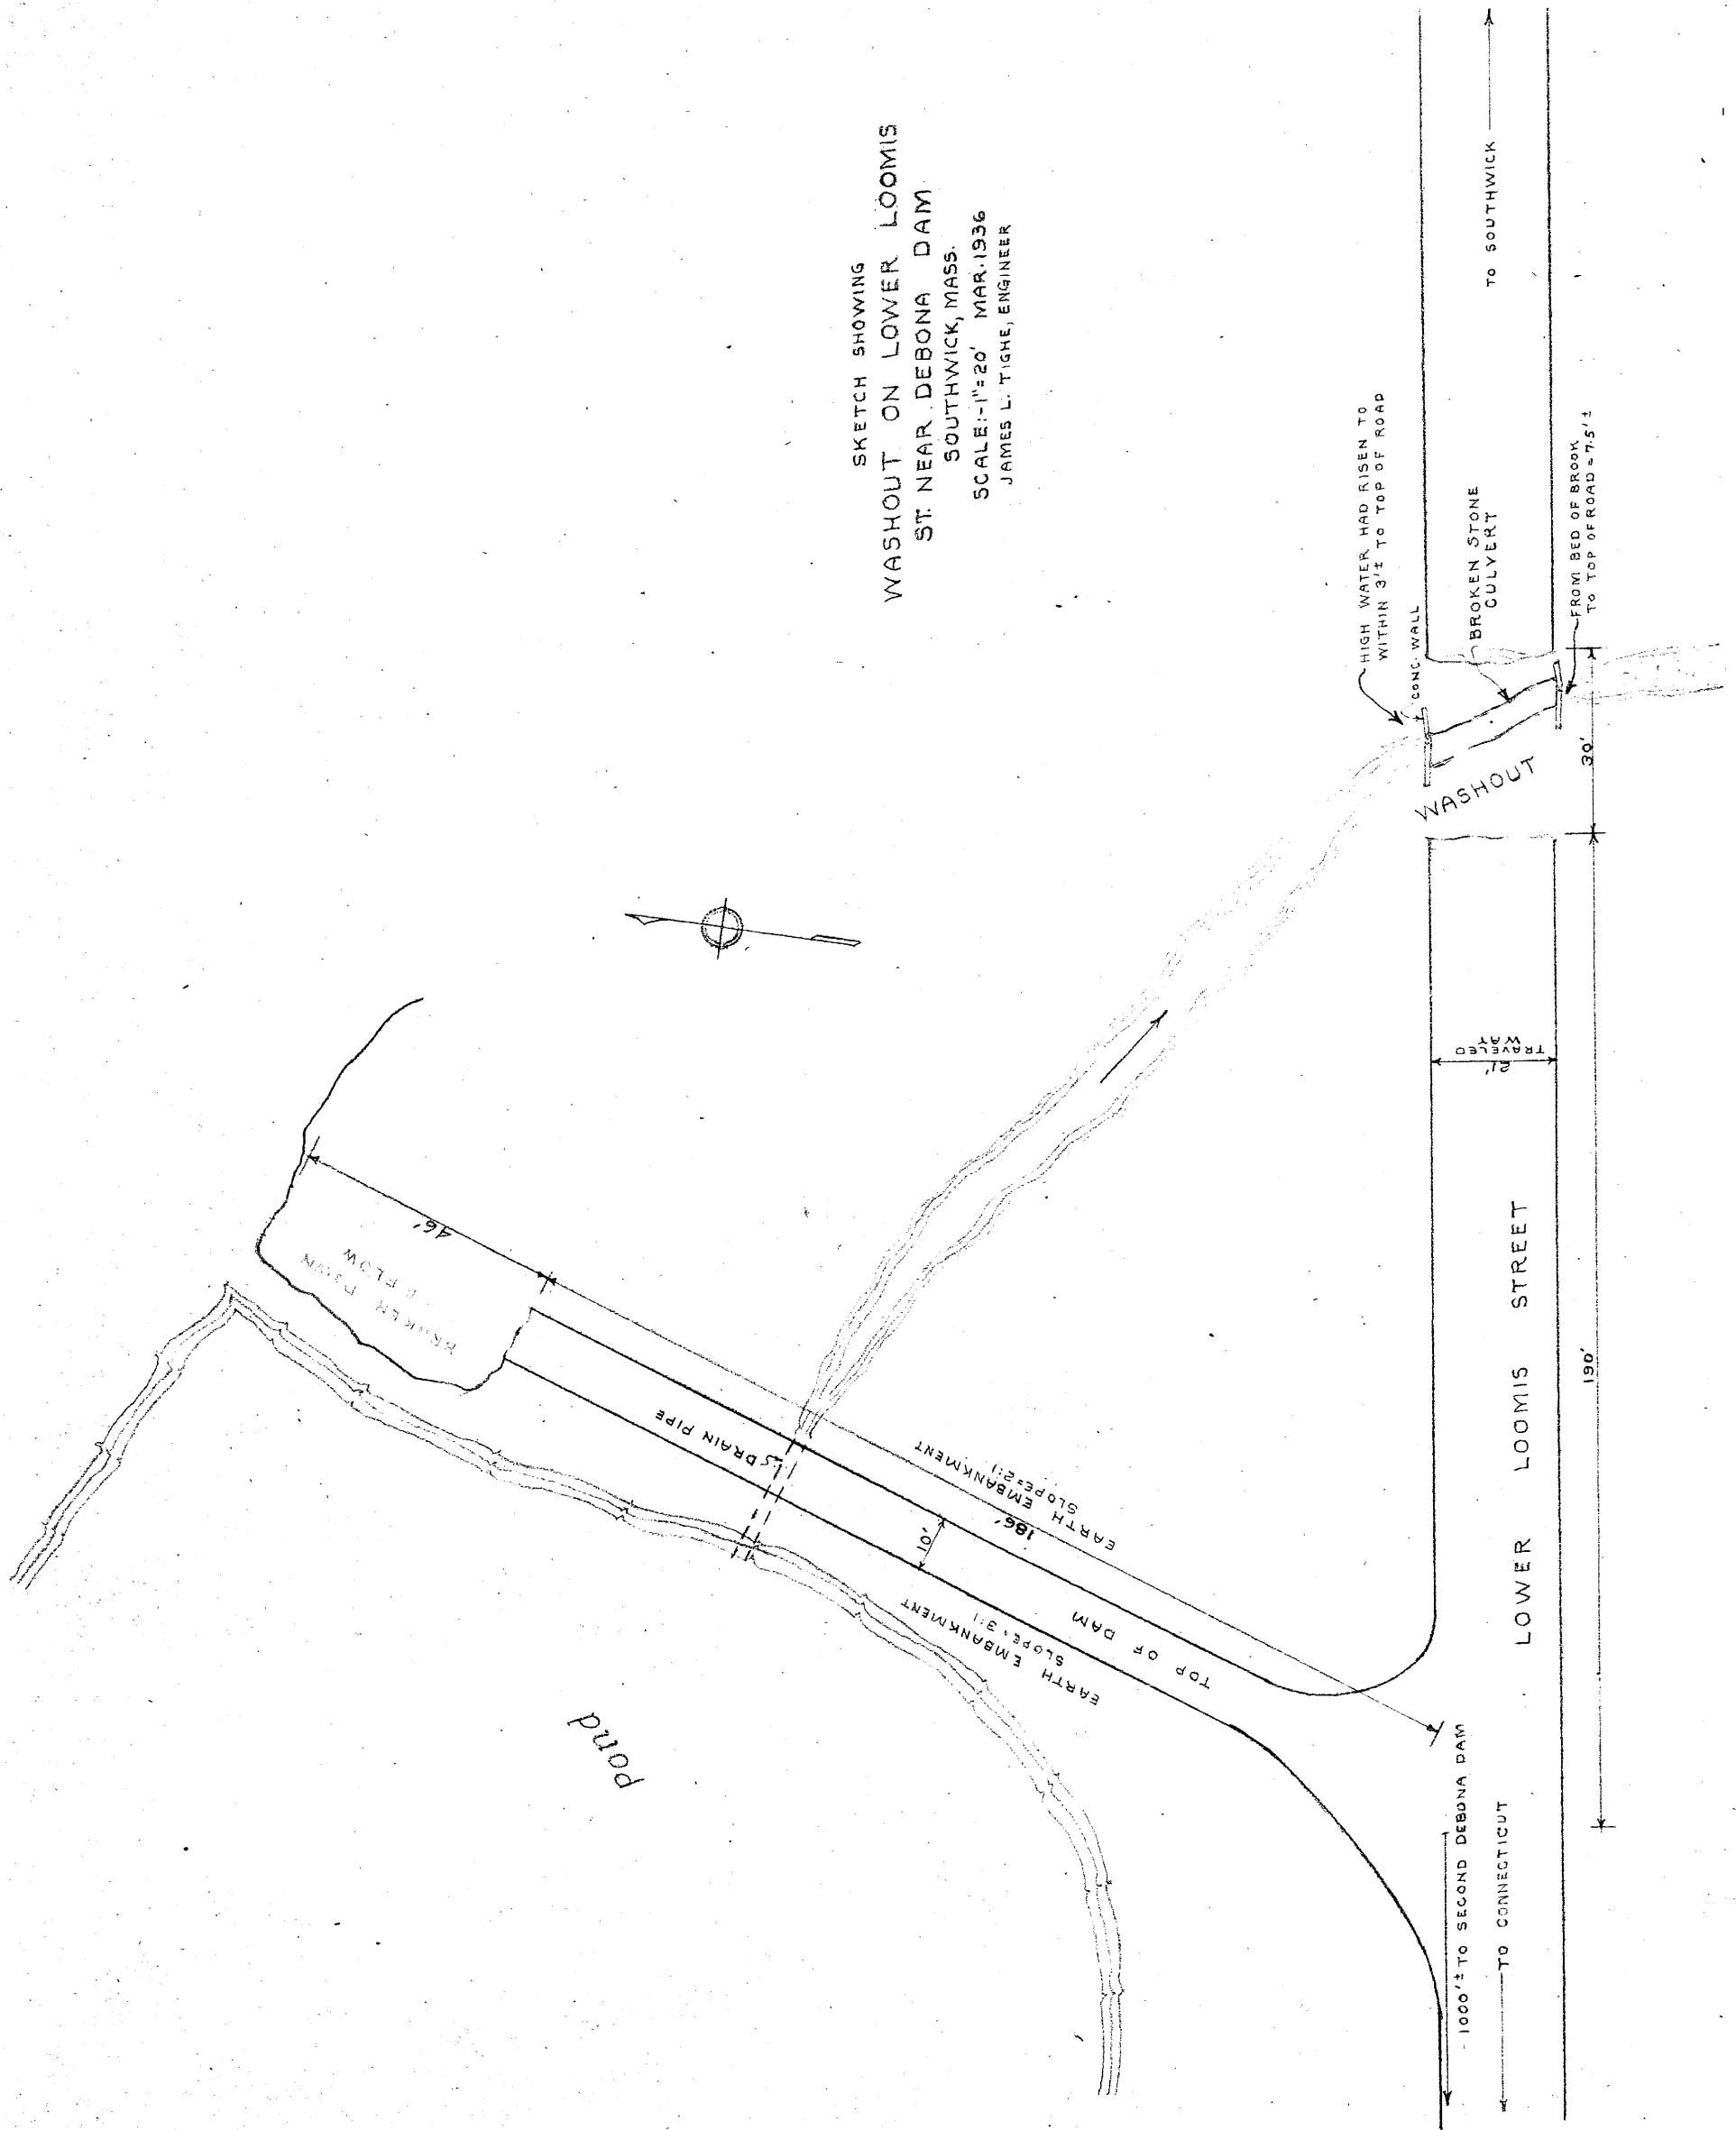 SKETCH SHOWING
WASHOUT ON LOWER LOOMIS
ST. NEAR DEBONA DAM
SOUTHWICK, MASS.
SCALE:-1"=20' MAR.1936
JAMES L. TIGHE, ENGINEER
HIGH WATER HAD RISEN TO
WITHIN 3'± TO TOP OF ROAD
CONC. WALL
BROKEN STONE
CULVERT
FROM BED OF BROOK
TO TOP OF ROAD = 7.5'±
TO SOUTHWICK
WASHOUT
30'
21'
TRAVELED
WAY
190'
LOWER LOOMIS STREET
1000'± TO SECOND DEBONA DAM
TO CONNECTICUT
46'
BROKEN DOWN
FLOW
DRAIN PIPE
EARTH EMBANKMENT
SLOPE=2:1
186'
10'
TOP OF DAM
EARTH EMBANKMENT
SLOPE=3:1
pond